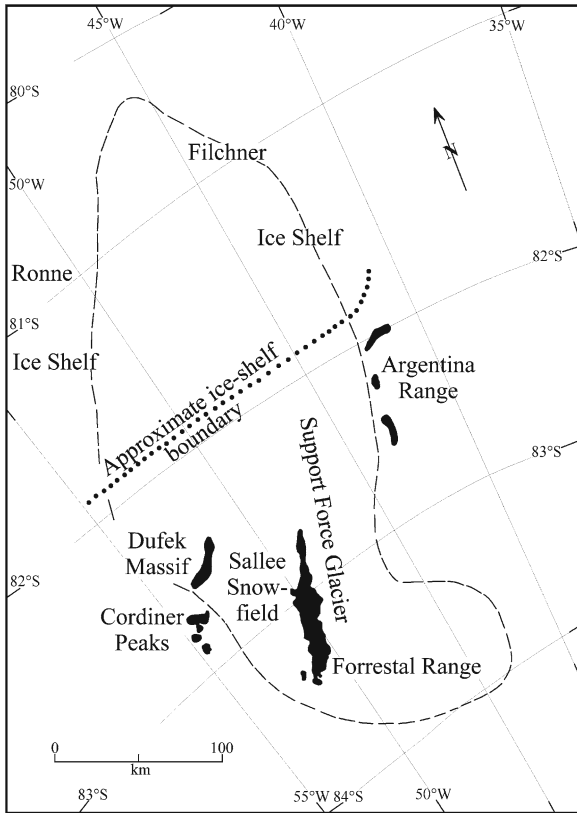 45°W
40°W
35°W
80°S
Filchner
N
50°W
Ice Shelf
82°S
Ronne
81°S
Ice Shelf
Argentina
Range
Approximate ice-shelf
boundary
Support Force Glacier
83°S
Dufek
Massif
Sallee
Snow-
field
82°S
Cordiner
Peaks
Forrestal Range
0
100
km
83°S
55°W
84°S
50°W